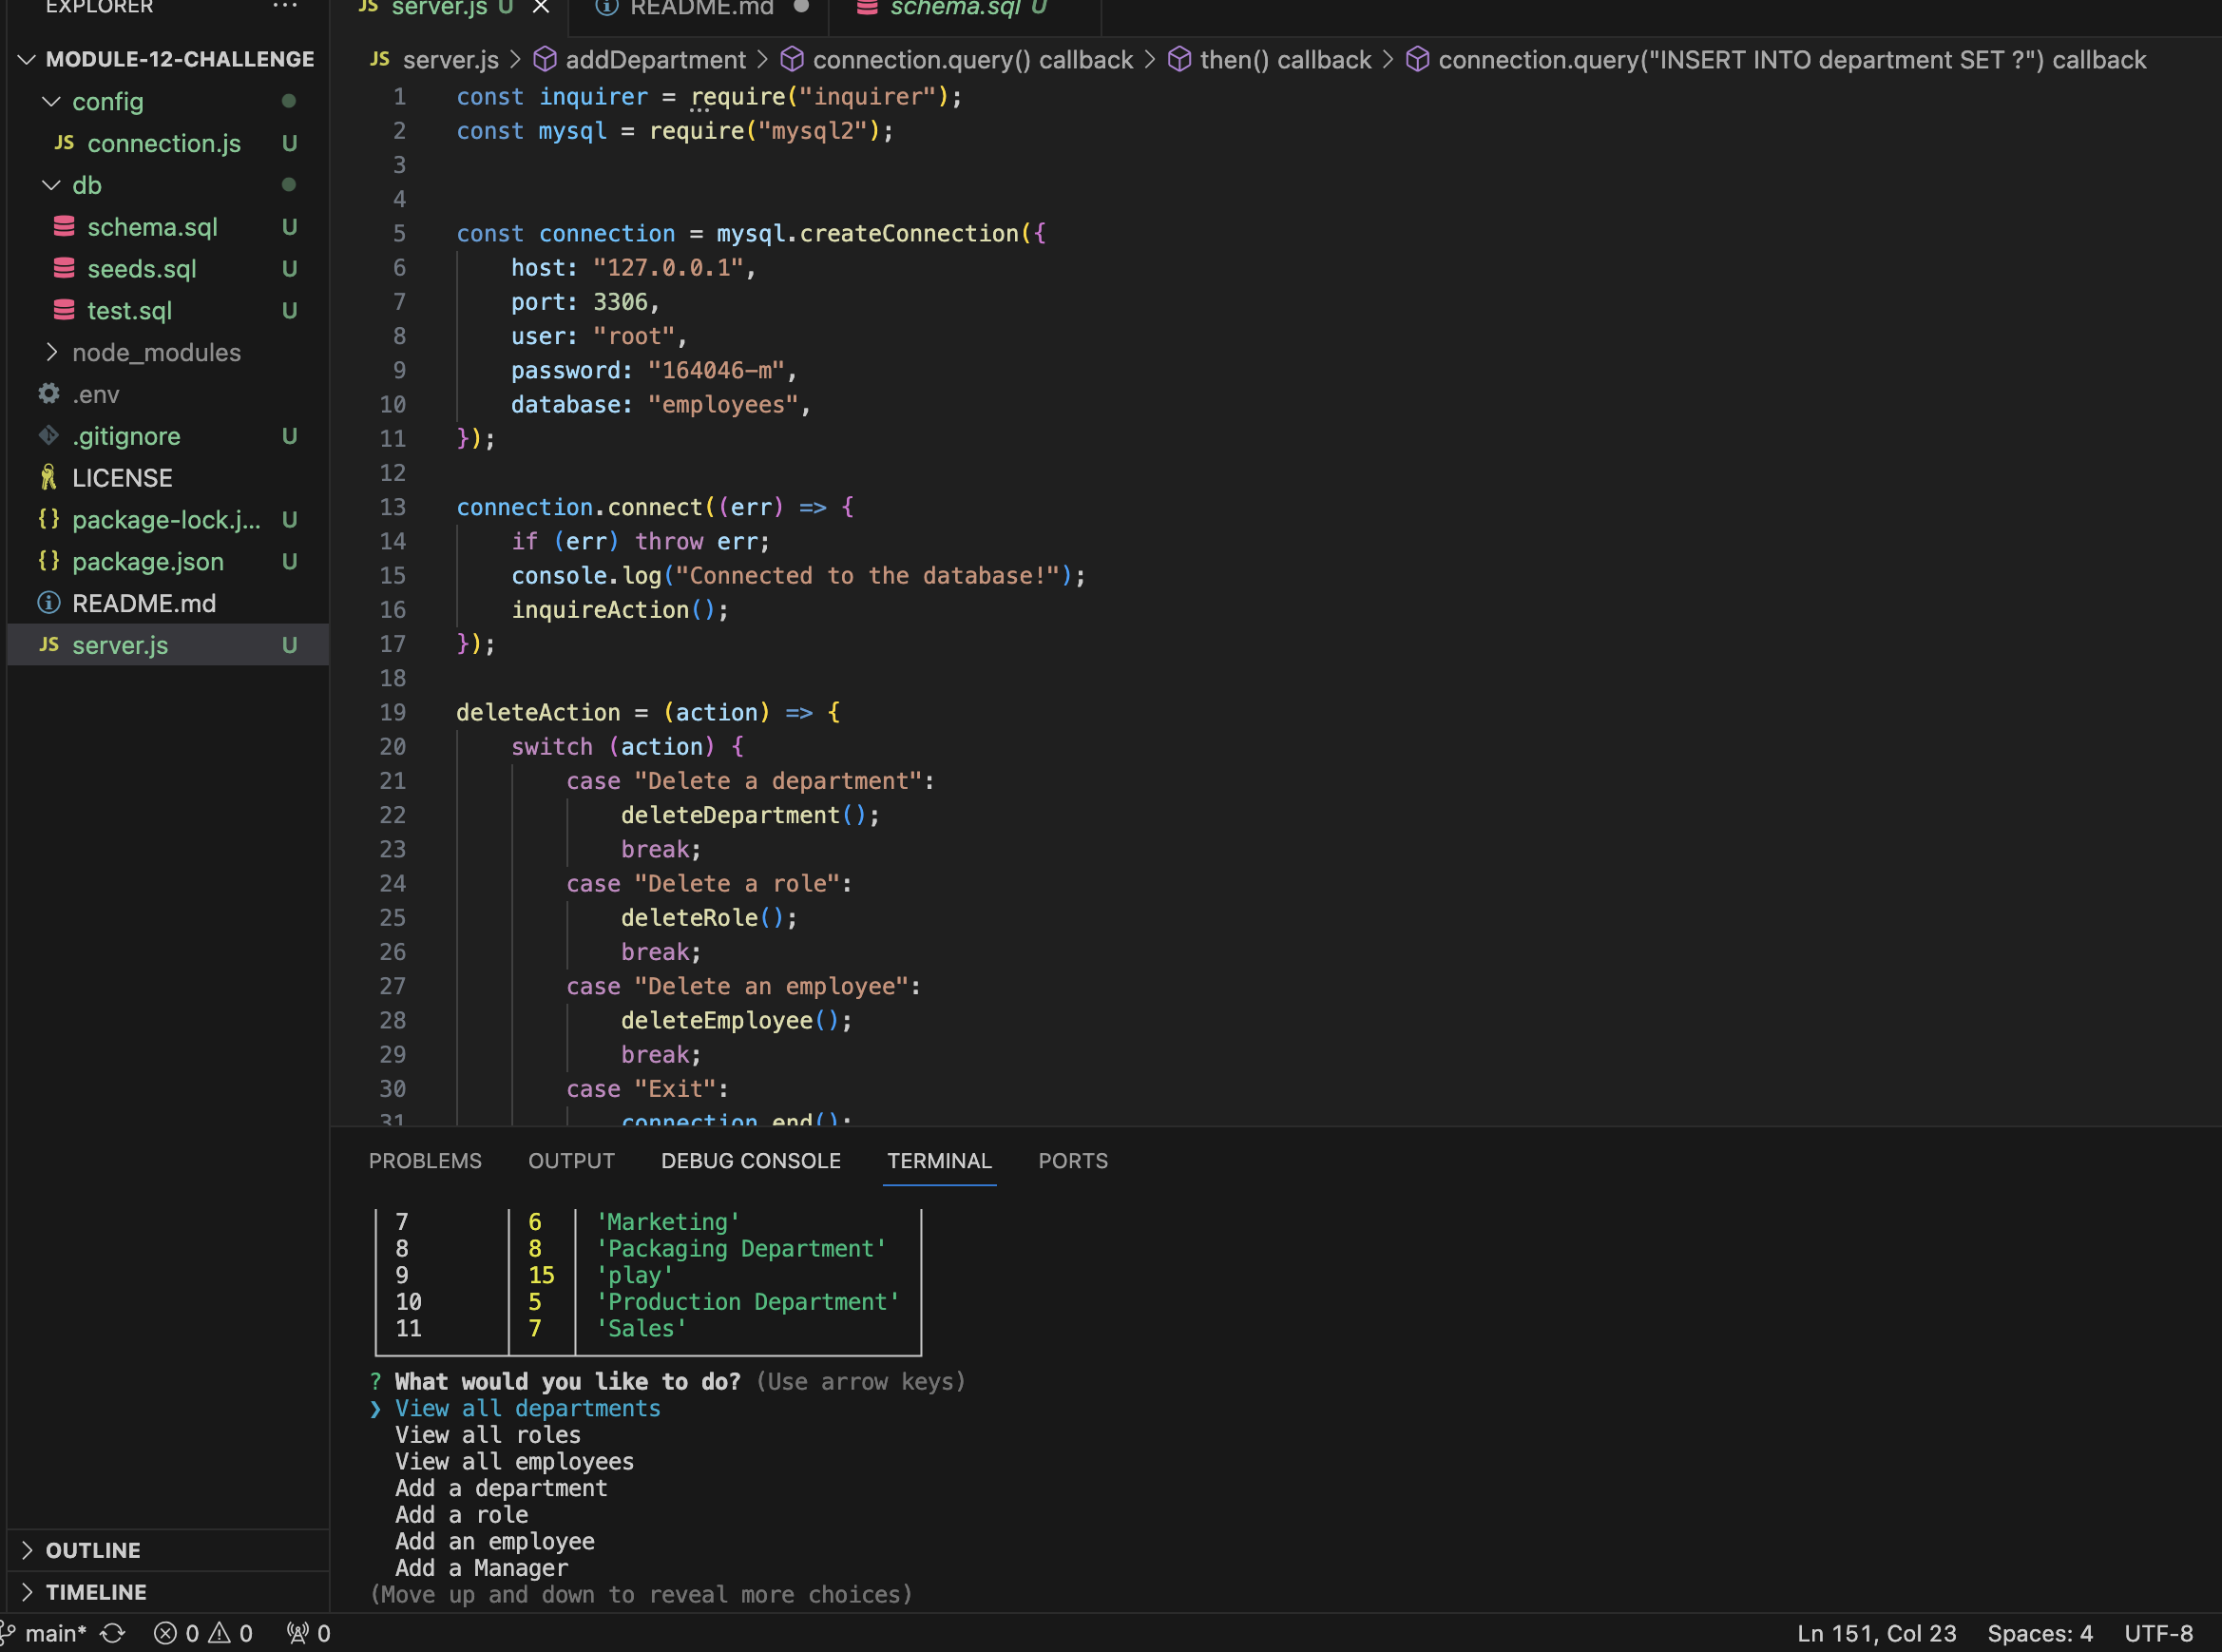 EXPLORER ...
server.js U
README.md
schema.sql U
MODULE-12-CHALLENGE
config
JS connection.js U
db
schema.sql U
seeds.sql U
test.sql U
node_modules
.env
.gitignore U
LICENSE
{} package-lock.j... U
{} package.json U
README.md
JS server.js U
OUTLINE
TIMELINE
JS server.js > addDepartment > connection.query() callback > then() callback > connection.query("INSERT INTO department SET ?") callback
1 const inquirer = require("inquirer");
2 const mysql = require("mysql2");
3
4
5 const connection = mysql.createConnection({
6 host: "127.0.0.1",
7 port: 3306,
8 user: "root",
9 password: "164046-m",
10 database: "employees",
11 });
12
13 connection.connect((err) => {
14 if (err) throw err;
15 console.log("Connected to the database!");
16 inquireAction();
17 });
18
19 deleteAction = (action) => {
20 switch (action) {
21 case "Delete a department":
22 deleteDepartment();
23 break;
24 case "Delete a role":
25 deleteRole();
26 break;
27 case "Delete an employee":
28 deleteEmployee();
29 break;
30 case "Exit":
31 connection.end();
PROBLEMS OUTPUT DEBUG CONSOLE TERMINAL PORTS
7 6 'Marketing'
8 8 'Packaging Department'
9 15 'play'
10 5 'Production Department'
11 7 'Sales'
? What would you like to do? (Use arrow keys)
❯ View all departments
View all roles
View all employees
Add a department
Add a role
Add an employee
Add a Manager
(Move up and down to reveal more choices)
main* 0 0 0 Ln 151, Col 23 Spaces: 4 UTF-8